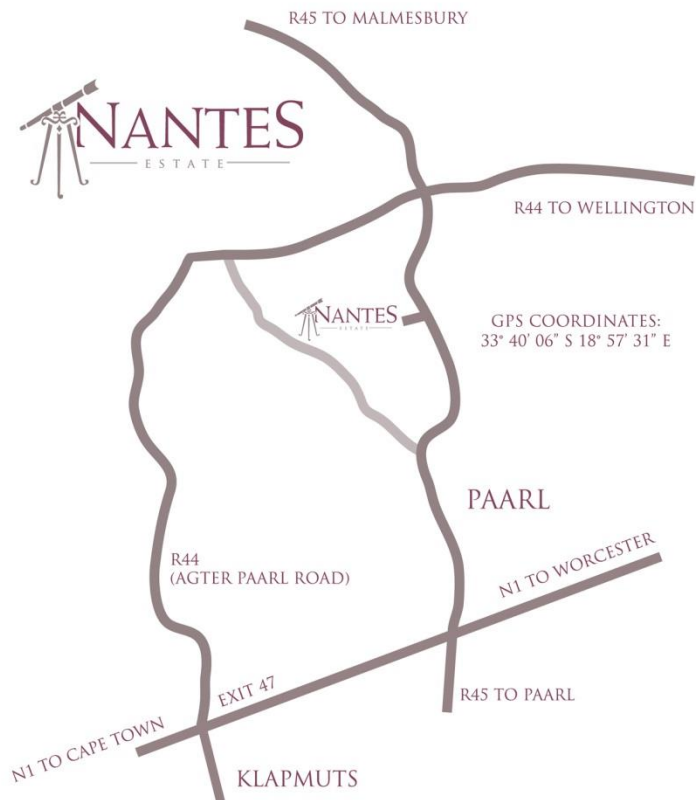 R45 TO MALMESBURY
NANTES
ESTATE
R44 TO WELLINGTON
NANTES
ESTATE
GPS COORDINATES:
33° 40' 06" S 18° 57' 31" E
PAARL
R44
(AGTER PAARL ROAD)
N1 TO WORCESTER
EXIT 47
R45 TO PAARL
N1 TO CAPE TOWN
KLAPMUTS